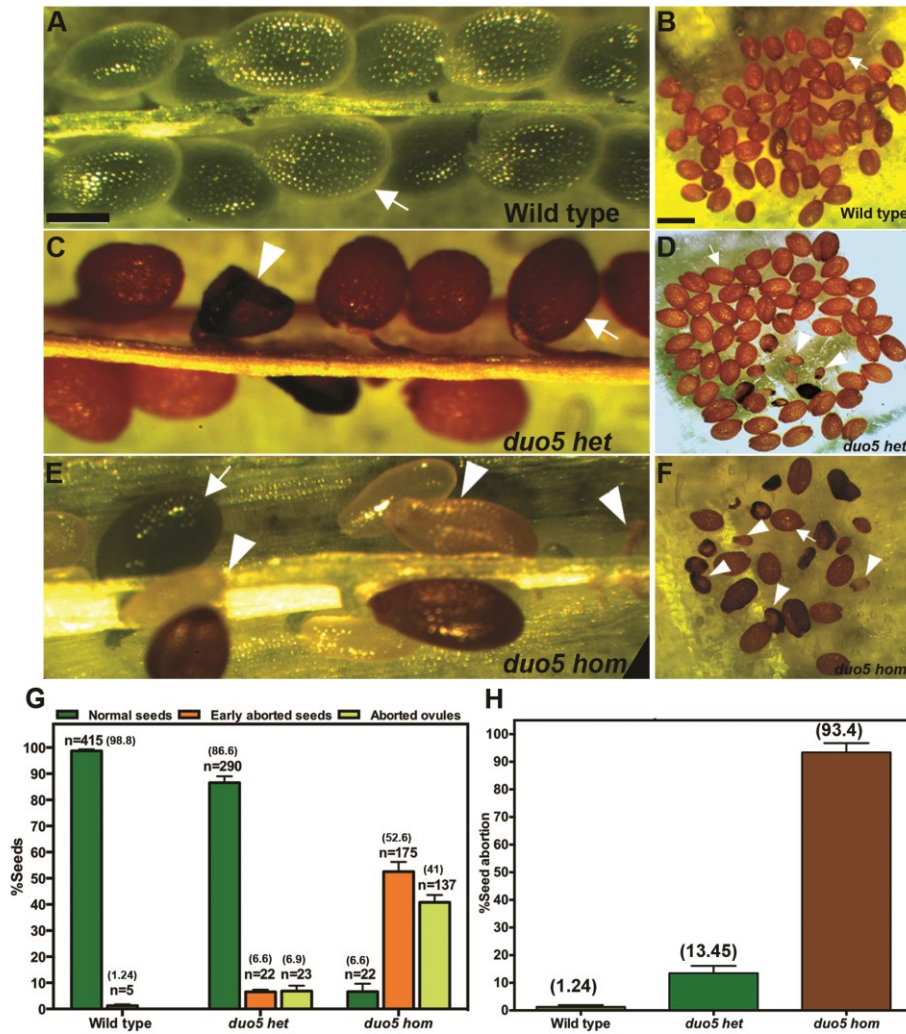 A
Wild type
B
Wild type
C
duo5 het
D
duo5 het
E
duo5 hom
F
duo5 hom
G
Normal seeds Early aborted seeds Aborted ovules
100
90
80
70
60
50
40
30
20
10
0
%Seeds
n=415 (98.8)
(1.24)
n=5
(86.6)
n=290
(6.6)
n=22
(6.9)
n=23
(6.6)
n=22
(52.6)
n=175
(41)
n=137
Wild type duo5 het duo5 hom
H
100
90
80
70
60
50
40
30
20
10
0
%Seed abortion
(1.24)
(13.45)
(93.4)
Wild type duo5 het duo5 hom